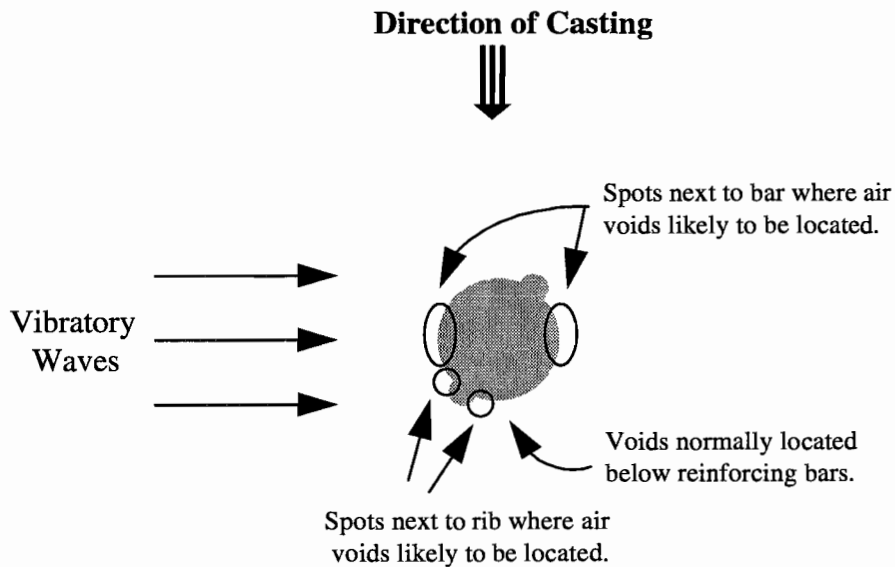 Direction of Casting
Spots next to bar where air
voids likely to be located.
Vibratory
Waves
Voids normally located
below reinforcing bars.
Spots next to rib where air
voids likely to be located.